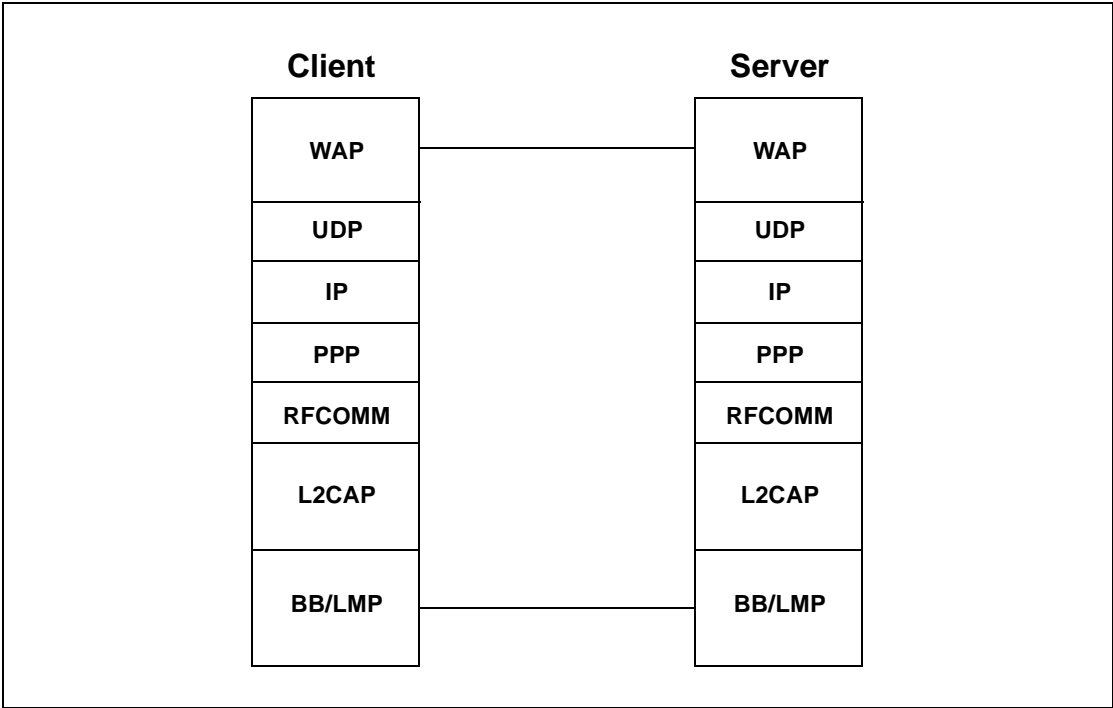 Client Server
WAP WAP
UDP UDP
IP IP
PPP PPP
RFCOMM RFCOMM
L2CAP L2CAP
BB/LMP BB/LMP